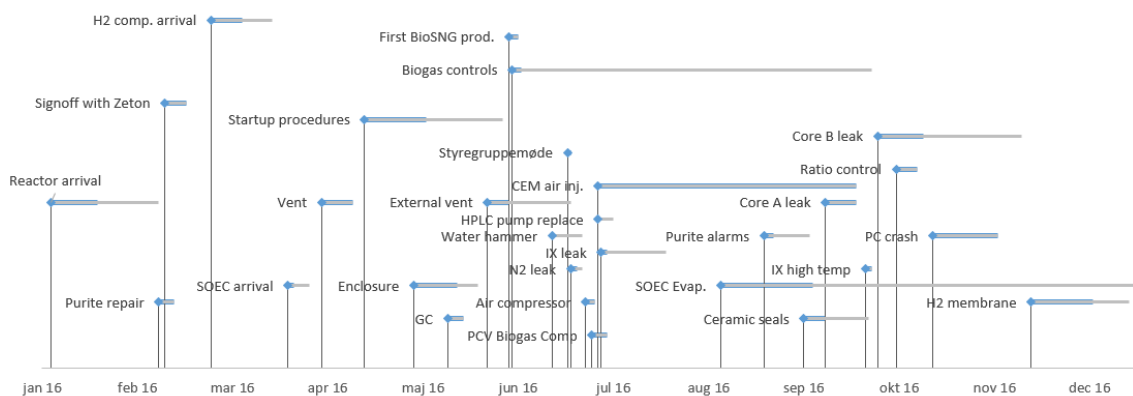 H2 comp. arrival
First BioSNG prod.
Biogas controls
Signoff with Zeton
Startup procedures
Core B leak
Styregruppemøde
Ratio control
Reactor arrival
CEM air inj.
Vent
External vent
Core A leak
HPLC pump replace
Water hammer
Purite alarms
PC crash
IX leak
N2 leak
IX high temp
SOEC arrival
Enclosure
SOEC Evap.
Purite repair
Air compressor
H2 membrane
GC
Ceramic seals
PCV Biogas Comp
jan 16 feb 16 mar 16 apr 16 maj 16 jun 16 jul 16 aug 16 sep 16 okt 16 nov 16 dec 16